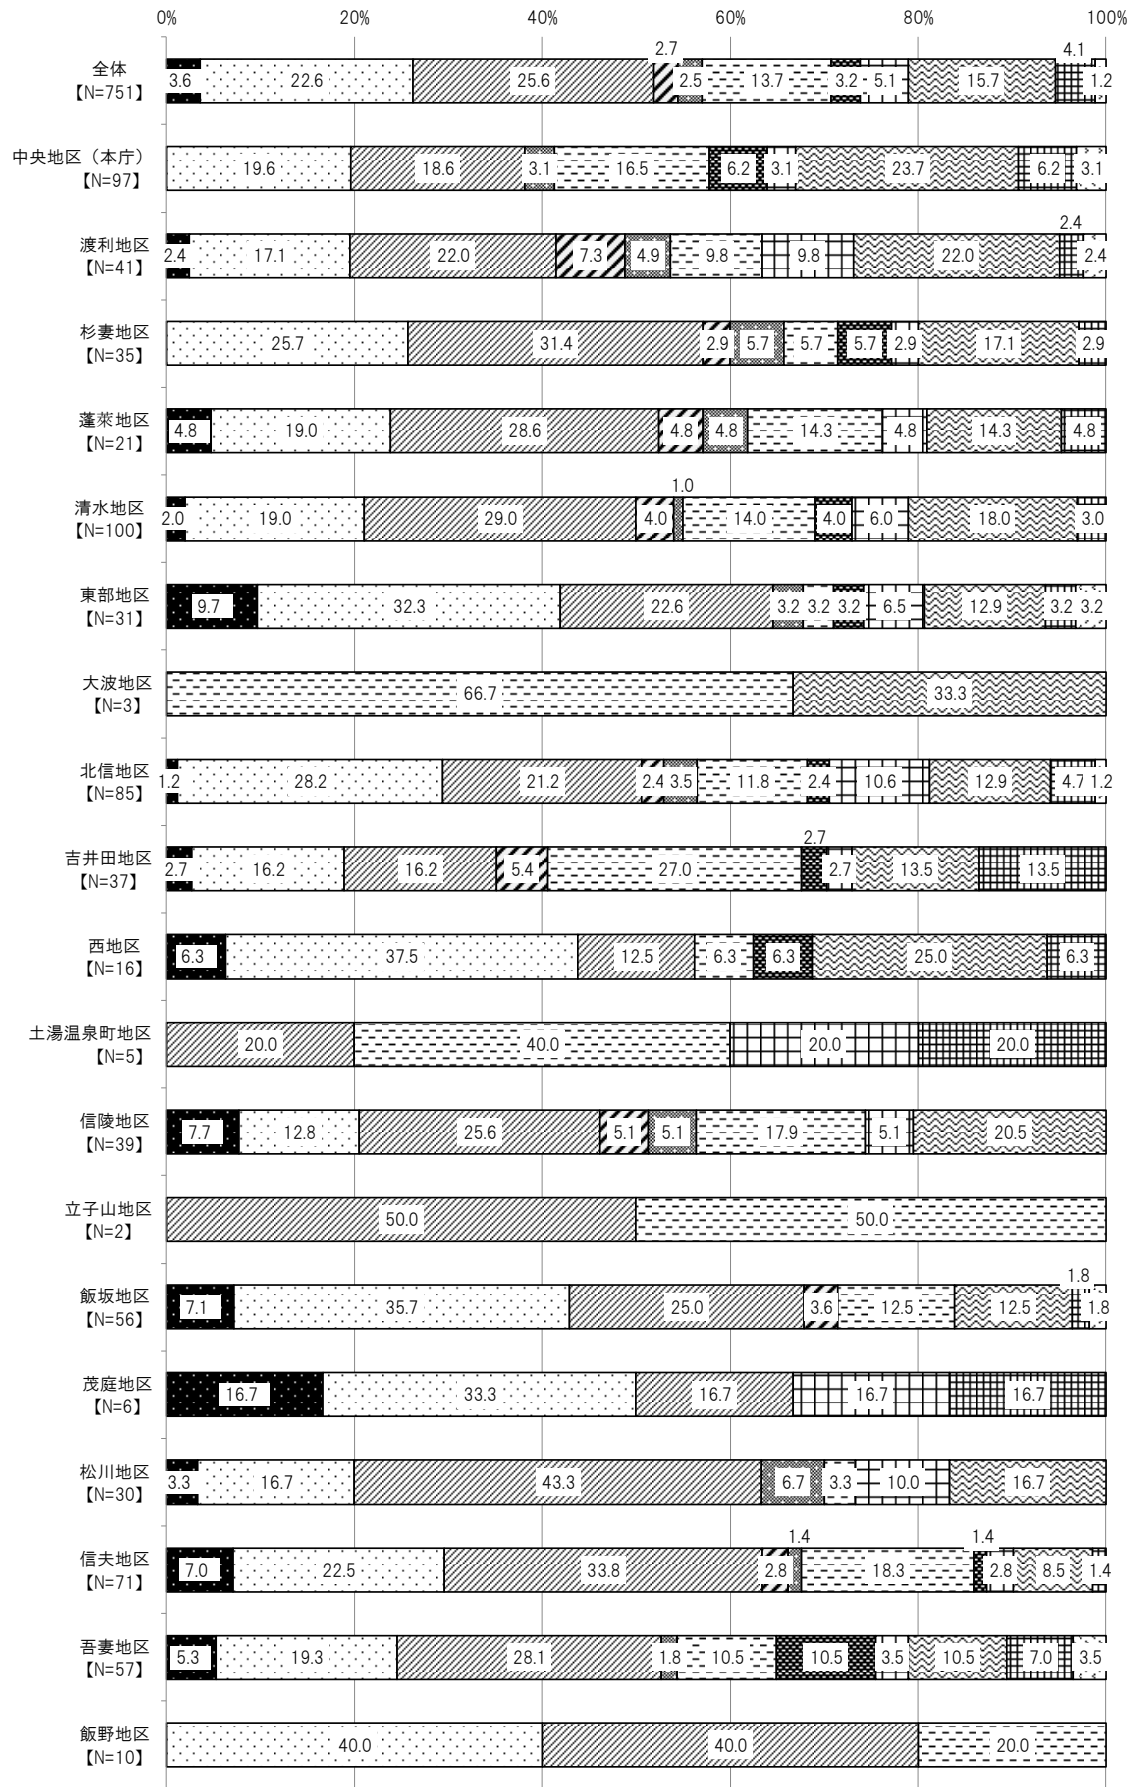 0% 20% 40% 60% 80% 100%
全体
【N=751】
3.6 22.6 25.6 2.7 2.5 13.7 3.2 5.1 15.7 4.1 1.2
中央地区（本庁）
【N=97】
19.6 18.6 3.1 16.5 6.2 3.1 23.7 6.2 3.1
渡利地区
【N=41】
2.4 17.1 22.0 7.3 4.9 9.8 9.8 22.0 2.4 2.4
杉妻地区
【N=35】
25.7 31.4 2.9 5.7 5.7 5.7 2.9 17.1 2.9
蓬萊地区
【N=21】
4.8 19.0 28.6 4.8 4.8 14.3 4.8 14.3 4.8
清水地区
【N=100】
2.0 19.0 29.0 4.0 1.0 14.0 4.0 6.0 18.0 3.0
東部地区
【N=31】
9.7 32.3 22.6 3.2 3.2 3.2 6.5 12.9 3.2 3.2
大波地区
【N=3】
66.7 33.3
北信地区
【N=85】
1.2 28.2 21.2 2.4 3.5 11.8 2.4 10.6 12.9 4.7 1.2
吉井田地区
【N=37】
2.7 16.2 16.2 5.4 27.0 2.7 2.7 13.5 13.5
西地区
【N=16】
6.3 37.5 12.5 6.3 6.3 25.0 6.3
土湯温泉町地区
【N=5】
20.0 40.0 20.0 20.0
信陵地区
【N=39】
7.7 12.8 25.6 5.1 5.1 17.9 5.1 20.5
立子山地区
【N=2】
50.0 50.0
飯坂地区
【N=56】
7.1 35.7 25.0 3.6 12.5 12.5 1.8 1.8
茂庭地区
【N=6】
16.7 33.3 16.7 16.7 16.7
松川地区
【N=30】
3.3 16.7 43.3 6.7 3.3 10.0 16.7
信夫地区
【N=71】
7.0 22.5 33.8 2.8 1.4 18.3 1.4 2.8 8.5 1.4
吾妻地区
【N=57】
5.3 19.3 28.1 1.8 10.5 10.5 3.5 10.5 7.0 3.5
飯野地区
【N=10】
40.0 40.0 20.0